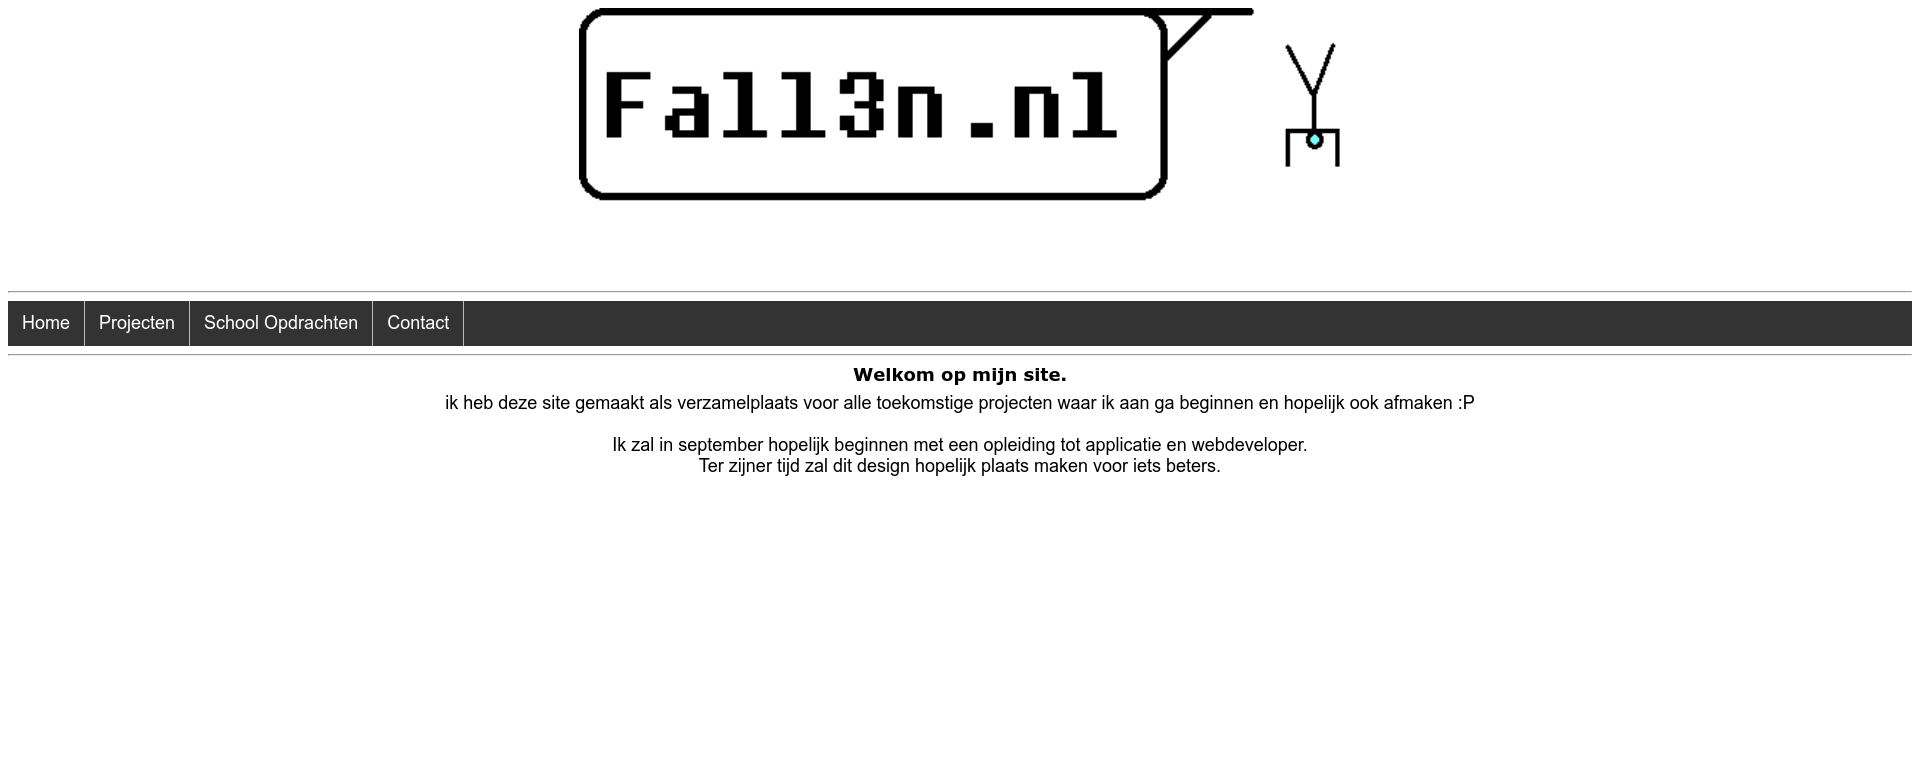 Fall3n.nl
Home Projecten School Opdrachten Contact
Welkom op mijn site.
ik heb deze site gemaakt als verzamelplaats voor alle toekomstige projecten waar ik aan ga beginnen en hopelijk ook afmaken :P
Ik zal in september hopelijk beginnen met een opleiding tot applicatie en webdeveloper.
Ter zijner tijd zal dit design hopelijk plaats maken voor iets beters.